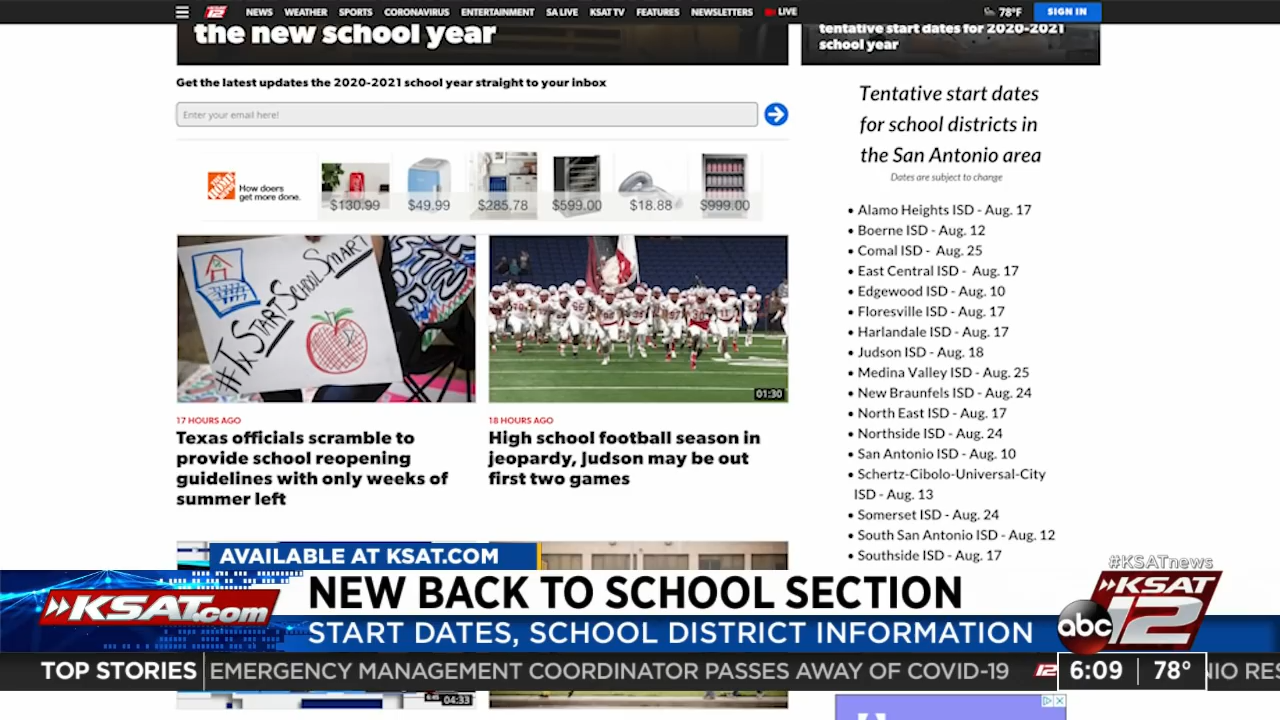 NEWS WEATHER SPORTS CORONAVIRUS ENTERTAINMENT SA LIVE KSAT TV FEATURES NEWSLETTERS LIVE 78°F SIGN IN
the new school year
tentative start dates for 2020-2021
school year
Get the latest updates the 2020-2021 school year straight to your inbox
Enter your email here!
How doers
get more done.
$130.99 $49.99 $285.78 $599.00 $18.88 $999.00
#TxSTARTSCHOOLSMART
01:30
17 HOURS AGO
Texas officials scramble to
provide school reopening
guidelines with only weeks of
summer left
18 HOURS AGO
High school football season in
jeopardy, Judson may be out
first two games
Tentative start dates
for school districts in
the San Antonio area
Dates are subject to change
• Alamo Heights ISD - Aug. 17
• Boerne ISD - Aug. 12
• Comal ISD - Aug. 25
• East Central ISD - Aug. 17
• Edgewood ISD - Aug. 10
• Floresville ISD - Aug. 17
• Harlandale ISD - Aug. 17
• Judson ISD - Aug. 18
• Medina Valley ISD - Aug. 25
• New Braunfels ISD - Aug. 24
• North East ISD - Aug. 17
• Northside ISD - Aug. 24
• San Antonio ISD - Aug. 10
• Schertz-Cibolo-Universal-City
ISD - Aug. 13
• Somerset ISD - Aug. 24
• South San Antonio ISD - Aug. 12
• Southside ISD - Aug. 17
AVAILABLE AT KSAT.COM
#KSATnews
KSAT.com
NEW BACK TO SCHOOL SECTION
START DATES, SCHOOL DISTRICT INFORMATION
KSAT
abc 12
TOP STORIES EMERGENCY MANAGEMENT COORDINATOR PASSES AWAY OF COVID-19 12 6:09 78° NIO RES
04:33